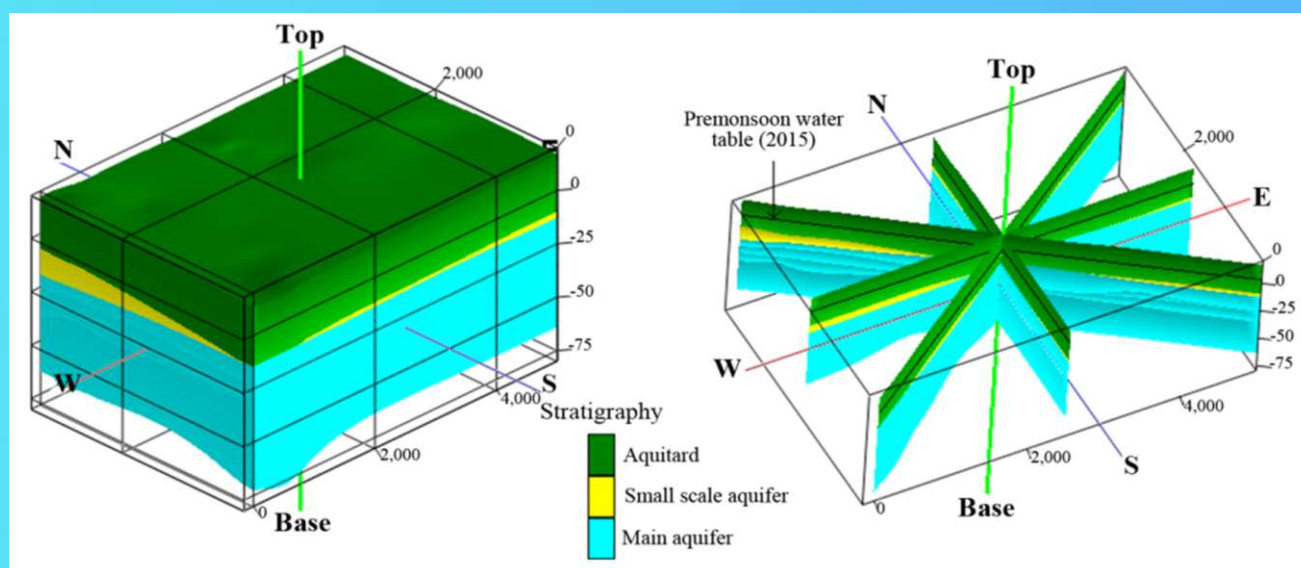 Top
2,000
N
0
0
-25
-50
-75
W
S
4,000
2,000
0
Base
Stratigraphy
Aquitard
Small scale aquifer
Main aquifer
Top
N
Premonsoon water
table (2015)
2,000
E
0
0
-25
-50
-75
W
4,000
2,000
S
0
Base